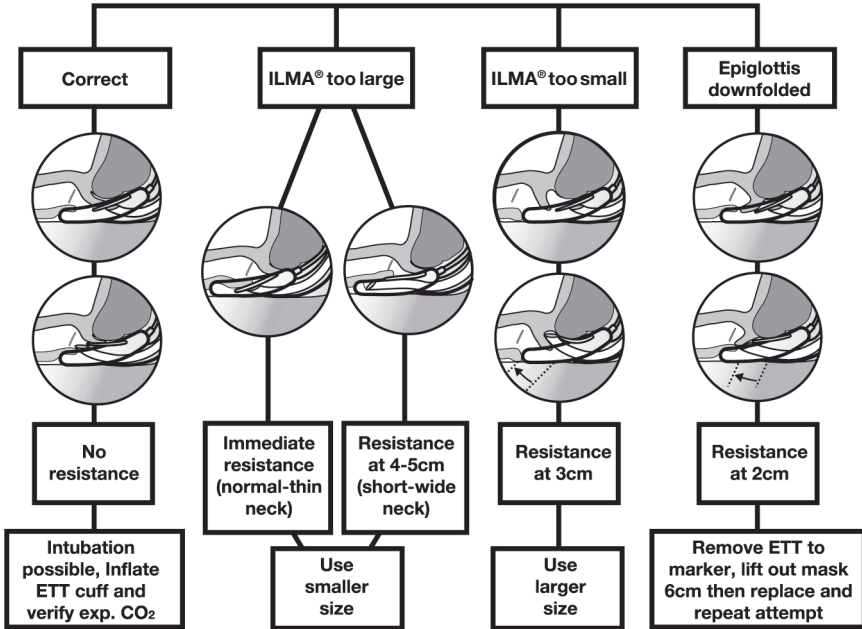 Correct
ILMA® too large
ILMA® too small
Epiglottis
downfolded
No
resistance
Immediate
resistance
(normal-thin
neck)
Resistance
at 4-5cm
(short-wide
neck)
Resistance
at 3cm
Resistance
at 2cm
Intubation
possible, Inflate
ETT cuff and
verify exp. CO₂
Use
smaller
size
Use
larger
size
Remove ETT to
marker, lift out mask
6cm then replace and
repeat attempt